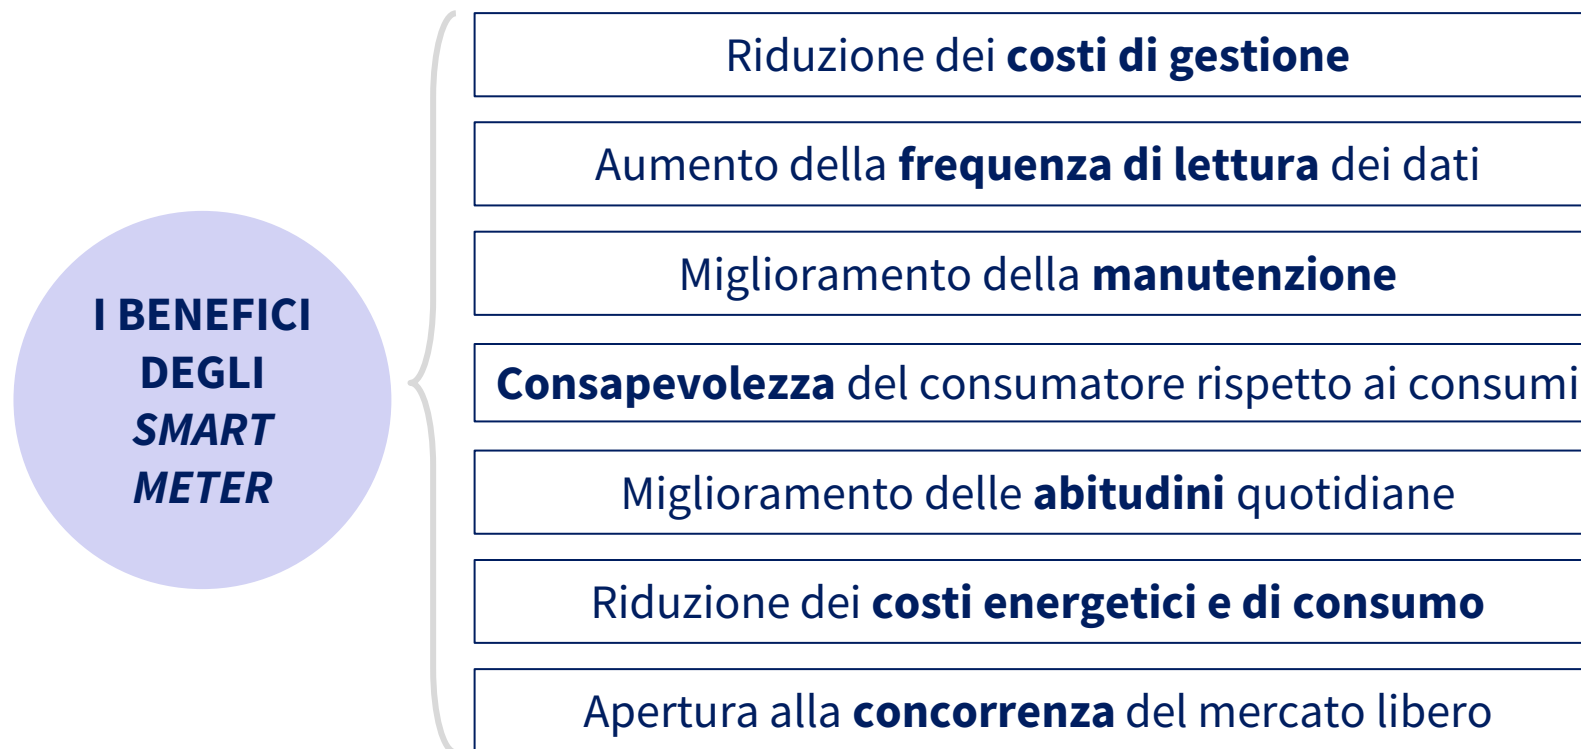 I BENEFICI
DEGLI
SMART
METER
Riduzione dei costi di gestione
Aumento della frequenza di lettura dei dati
Miglioramento della manutenzione
Consapevolezza del consumatore rispetto ai consumi
Miglioramento delle abitudini quotidiane
Riduzione dei costi energetici e di consumo
Apertura alla concorrenza del mercato libero